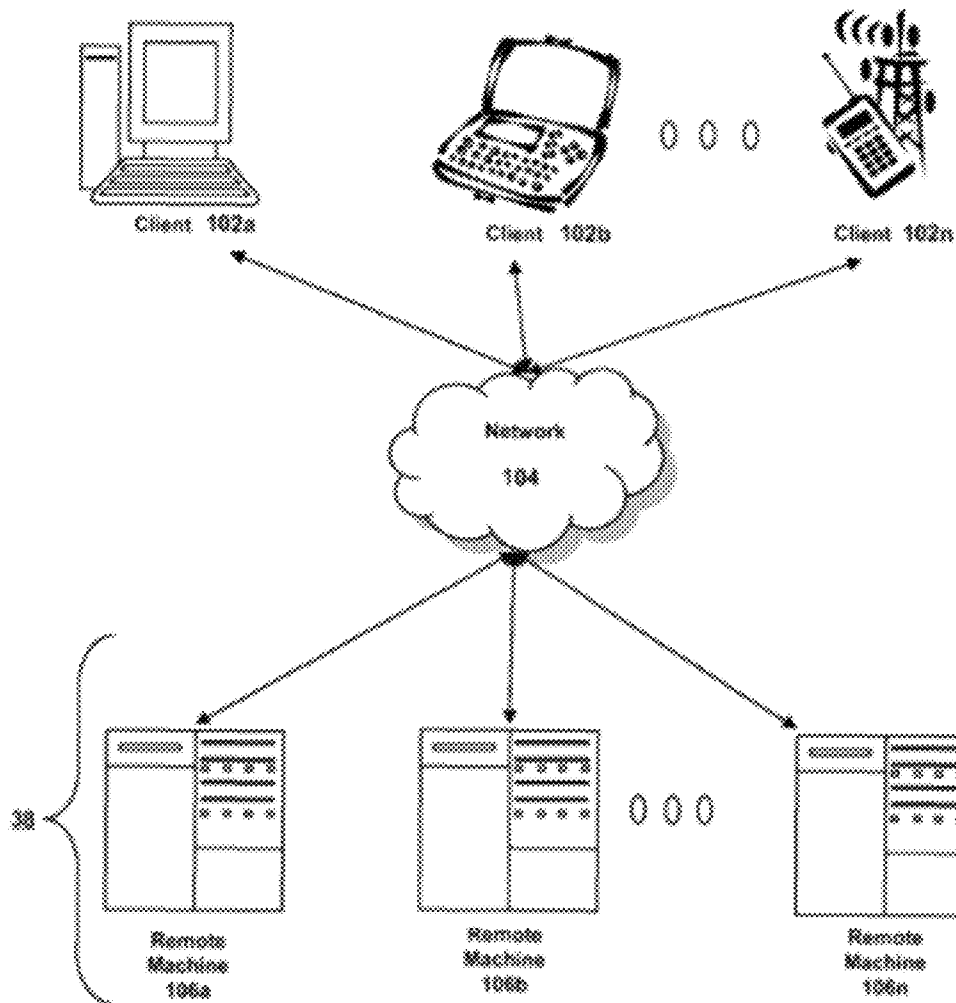 Client 102a
Client 102b
Client 102n
Network
104
38
Remote
Machine
106a
Remote
Machine
106b
Remote
Machine
106n